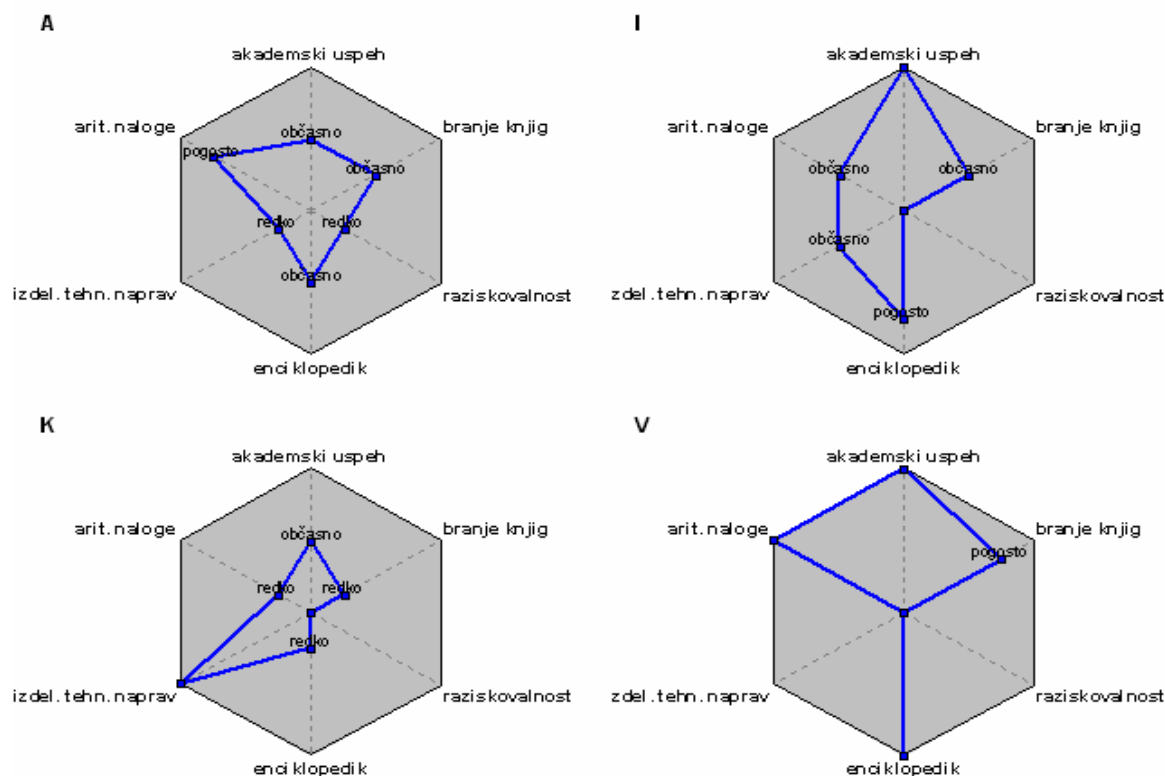 A
akademski uspeh
arit.naloge
branje knjig
občasno
pogosto
občasno
redko
redko
občasno
izdel.tehn.naprav
raziskovalnost
enciklopedik
I
akademski uspeh
arit.naloge
branje knjig
občasno
občasno
občasno
pogosto
zdel.tehn.naprav
raziskovalnost
enciklopedik
K
akademski uspeh
arit.naloge
branje knjig
občasno
redko
redko
redko
izdel.tehn.naprav
raziskovalnost
enciklopedik
V
akademski uspeh
arit.naloge
branje knjig
pogosto
zdel.tehn.naprav
raziskovalnost
enciklopedik